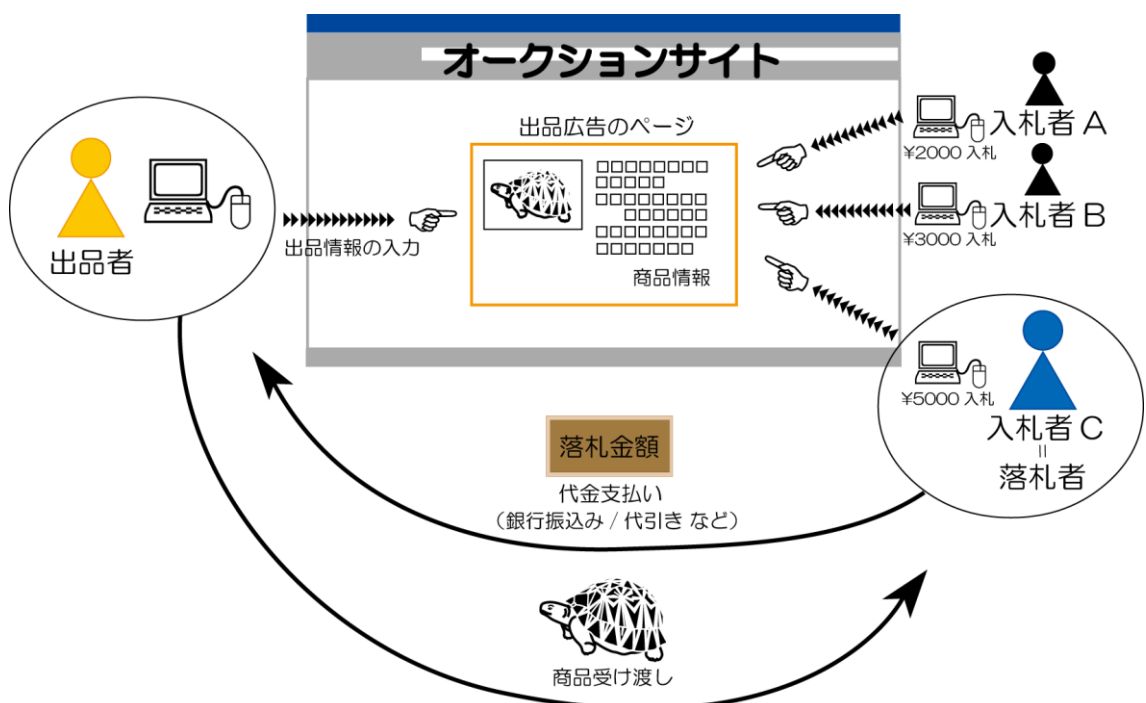 オークションサイト
出品広告のページ
商品情報
出品者
出品情報の入力
入札者 A
¥2000 入札
入札者 B
¥3000 入札
¥5000 入札
入札者 C
=
落札者
落札金額
代金支払い
（銀行振込み / 代引き など）
商品受け渡し